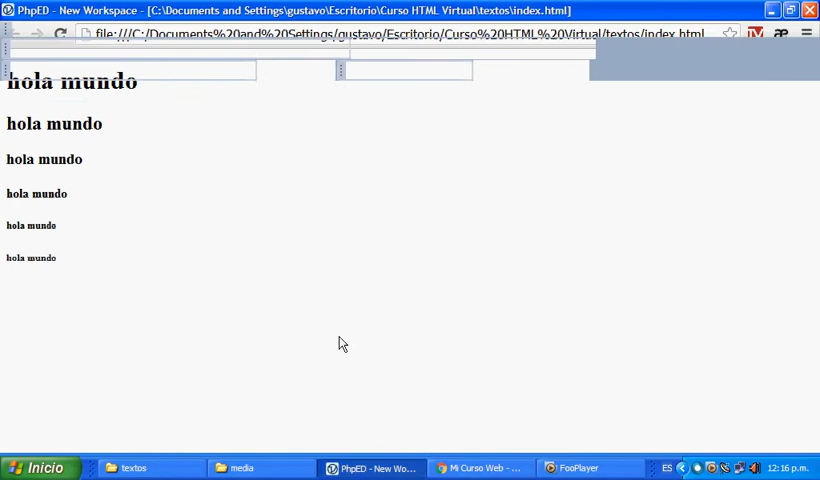 PhpED - New Workspace - [C:\Documents and Settings\gustavo\Escritorio\Curso HTML Virtual\textos\index.html]
file:///C:/Documents%20and%20Settings/gustavo/Escritorio/Curso%20HTML%20Virtual/textos/index.html
hola mundo
hola mundo
hola mundo
hola mundo
hola mundo
hola mundo
Inicio textos media PhpED - New Wo... Mi Curso Web - ... FooPlayer ES 12:16 p.m.